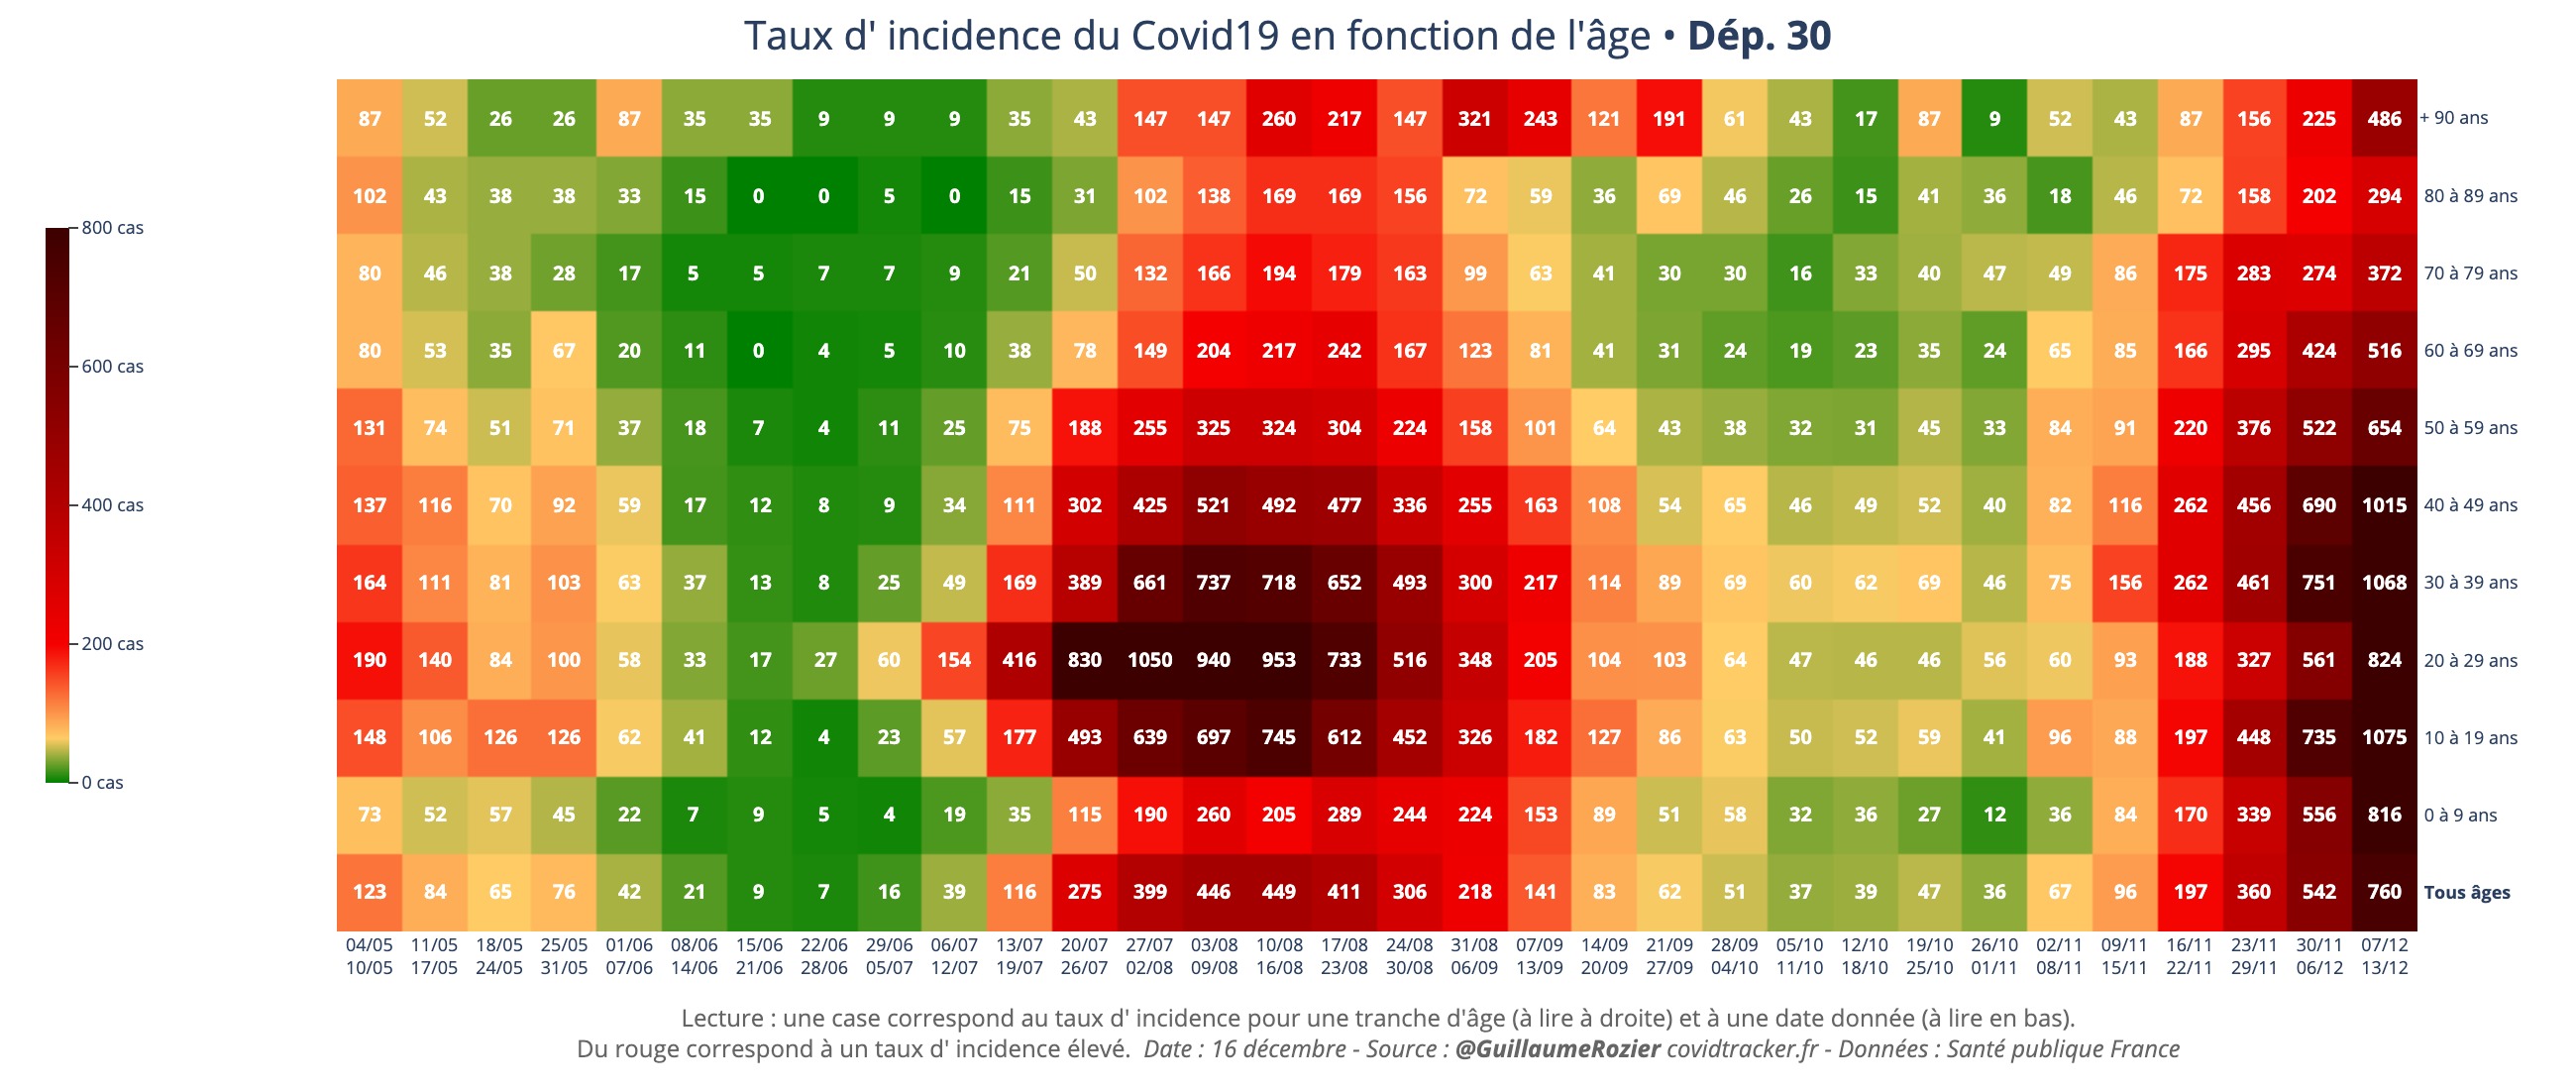 Taux d' incidence du Covid19 en fonction de l'âge • Dép. 30
800 cas
600 cas
400 cas
200 cas
0 cas
87 52 26 26 87 35 35 9 9 9 35 43 147 147 260 217 147 321 243 121 191 61 43 17 87 9 52 43 87 156 225 486 + 90 ans
102 43 38 38 33 15 0 0 5 0 15 31 102 138 169 169 156 72 59 36 69 46 26 15 41 36 18 46 72 158 202 294 80 à 89 ans
80 46 38 28 17 5 5 7 7 9 21 50 132 166 194 179 163 99 63 41 30 30 16 33 40 47 49 86 175 283 274 372 70 à 79 ans
80 53 35 67 20 11 0 4 5 10 38 78 149 204 217 242 167 123 81 41 31 24 19 23 35 24 65 85 166 295 424 516 60 à 69 ans
131 74 51 71 37 18 7 4 11 25 75 188 255 325 324 304 224 158 101 64 43 38 32 31 45 33 84 91 220 376 522 654 50 à 59 ans
137 116 70 92 59 17 12 8 9 34 111 302 425 521 492 477 336 255 163 108 54 65 46 49 52 40 82 116 262 456 690 1015 40 à 49 ans
164 111 81 103 63 37 13 8 25 49 169 389 661 737 718 652 493 300 217 114 89 69 60 62 69 46 75 156 262 461 751 1068 30 à 39 ans
190 140 84 100 58 33 17 27 60 154 416 830 1050 940 953 733 516 348 205 104 103 64 47 46 46 56 60 93 188 327 561 824 20 à 29 ans
148 106 126 126 62 41 12 4 23 57 177 493 639 697 745 612 452 326 182 127 86 63 50 52 59 41 96 88 197 448 735 1075 10 à 19 ans
73 52 57 45 22 7 9 5 4 19 35 115 190 260 205 289 244 224 153 89 51 58 32 36 27 12 36 84 170 339 556 816 0 à 9 ans
123 84 65 76 42 21 9 7 16 39 116 275 399 446 449 411 306 218 141 83 62 51 37 39 47 36 67 96 197 360 542 760 Tous âges
04/05 11/05 18/05 25/05 01/06 08/06 15/06 22/06 29/06 06/07 13/07 20/07 27/07 03/08 10/08 17/08 24/08 31/08 07/09 14/09 21/09 28/09 05/10 12/10 19/10 26/10 02/11 09/11 16/11 23/11 30/11 07/12
10/05 17/05 24/05 31/05 07/06 14/06 21/06 28/06 05/07 12/07 19/07 26/07 02/08 09/08 16/08 23/08 30/08 06/09 13/09 20/09 27/09 04/10 11/10 18/10 25/10 01/11 08/11 15/11 22/11 29/11 06/12 13/12
Lecture : une case correspond au taux d' incidence pour une tranche d'âge (à lire à droite) et à une date donnée (à lire en bas).
Du rouge correspond à un taux d' incidence élevé. Date : 16 décembre - Source : @GuillaumeRozier covidtracker.fr - Données : Santé publique France